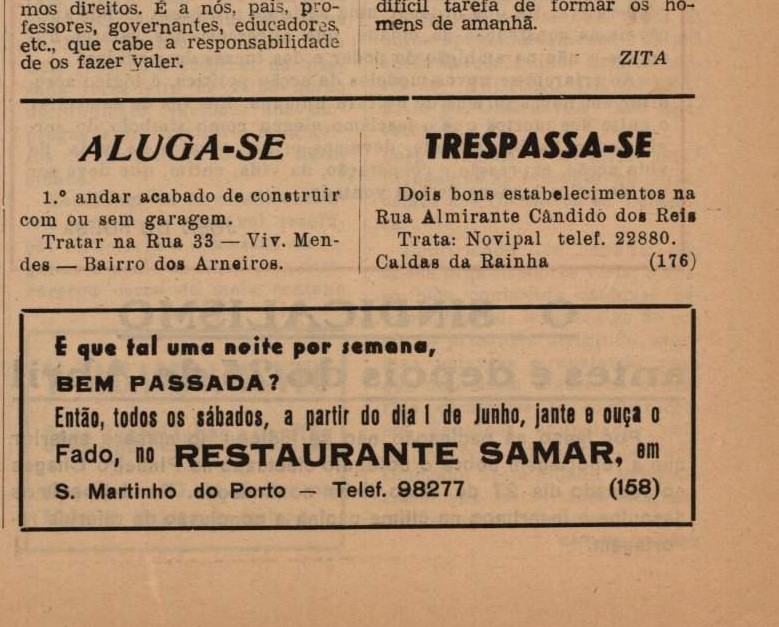 mos direitos. É a nós, pais, pro-
fessores, governantes, educadores,
etc., que cabe a responsabilidade
de os fazer valer.
difícil tarefa de formar os ho-
mens de amanhã.
ZITA
ALUGA-SE
1.º andar acabado de construir
com ou sem garagem.
Tratar na Rua 33 — Viv. Men-
des — Bairro dos Arneiros.
TRESPASSA-SE
Dois bons estabelecimentos na
Rua Almirante Cândido dos Reis
Trata: Novipal telef. 22880.
Caldas da Rainha (176)
E que tal uma noite por semana,
BEM PASSADA?
Então, todos os sábados, a partir do dia 1 de Junho, jante e ouça o
Fado, no RESTAURANTE SAMAR, em
S. Martinho do Porto — Telef. 98277 (158)